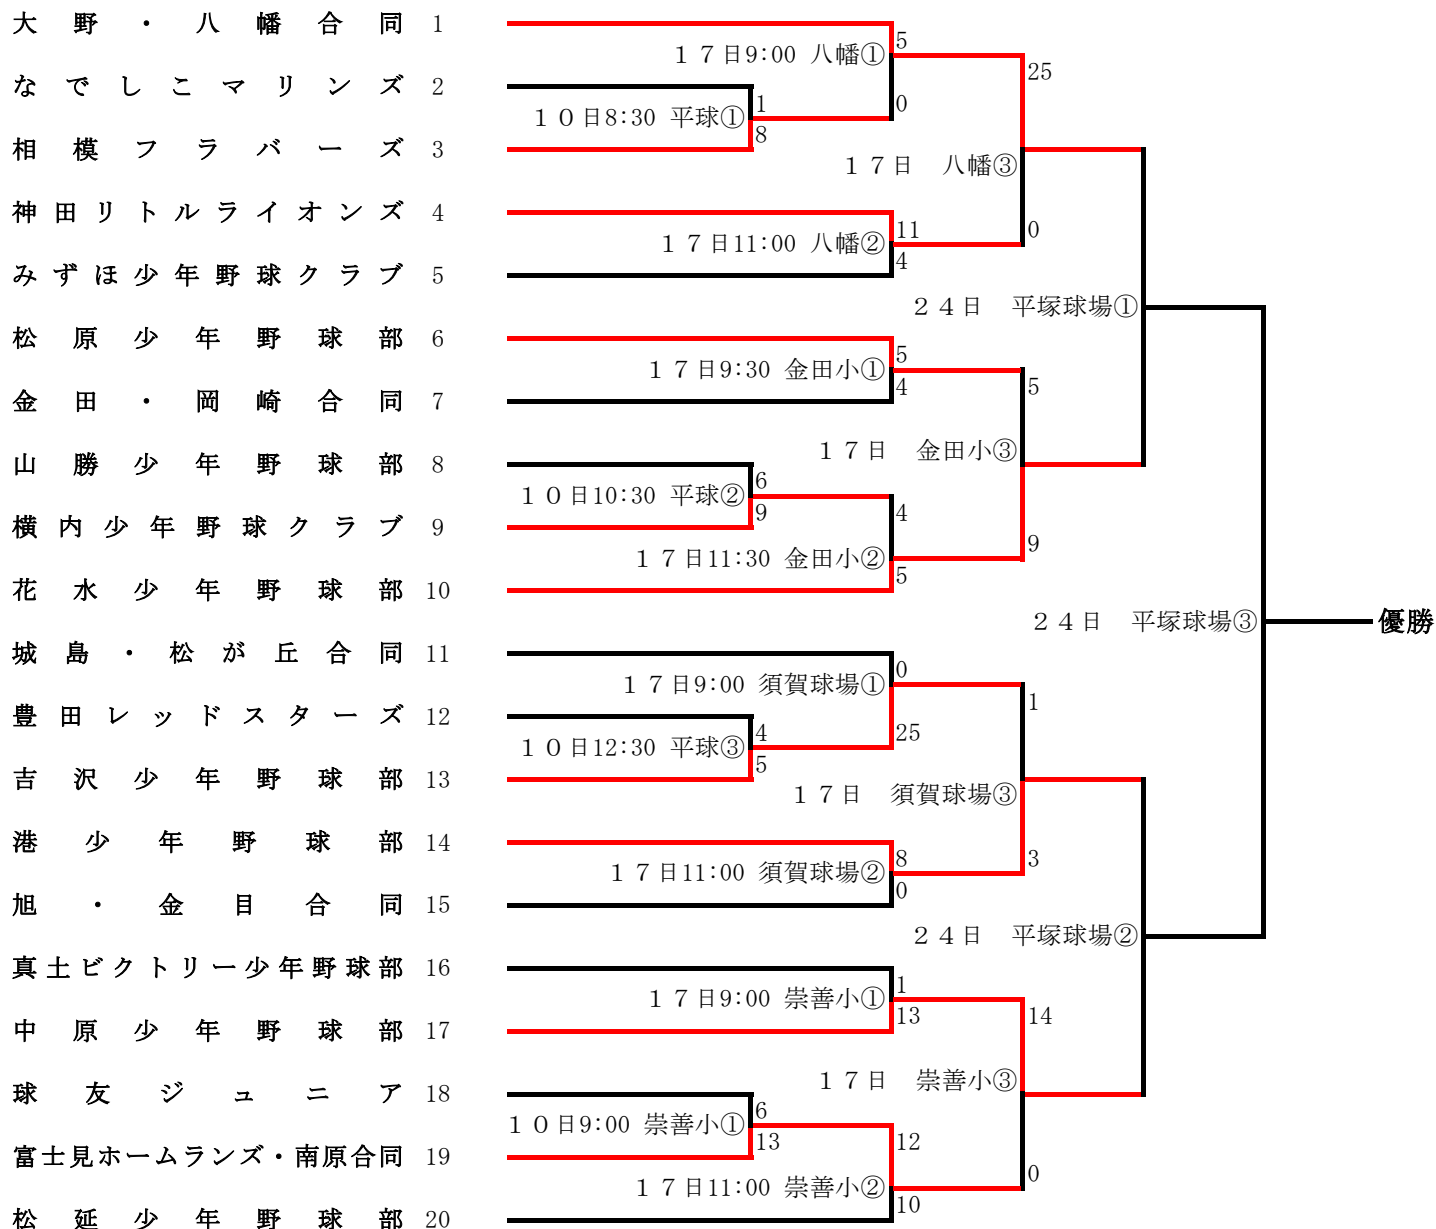 大野・八幡合同 1
5
１７日9:00 八幡①
25
なでしこマリンズ 2
1
0
１０日8:30 平球①
8
相模フラバーズ 3
１７日　八幡③
神田リトルライオンズ 4
11
0
１７日11:00 八幡②
4
みずほ少年野球クラブ 5
２４日　平塚球場①
松原少年野球部 6
5
１７日9:30 金田小①
4
5
金田・岡崎合同 7
１７日　金田小③
山勝少年野球部 8
6
１０日10:30 平球②
9
4
横内少年野球クラブ 9
9
１７日11:30 金田小②
5
花水少年野球部 10
２４日　平塚球場③
優勝
城島・松が丘合同 11
0
１７日9:00 須賀球場①
1
豊田レッドスターズ 12
4
25
１０日12:30 平球③
5
吉沢少年野球部 13
１７日　須賀球場③
港少年野球部 14
8
3
１７日11:00 須賀球場②
0
旭・金目合同 15
２４日　平塚球場②
真土ビクトリー少年野球部 16
1
１７日9:00 崇善小①
13
14
中原少年野球部 17
１７日　崇善小③
球友ジュニア 18
6
１０日9:00 崇善小①
13
12
富士見ホームランズ・南原合同 19
0
１７日11:00 崇善小②
10
松延少年野球部 20